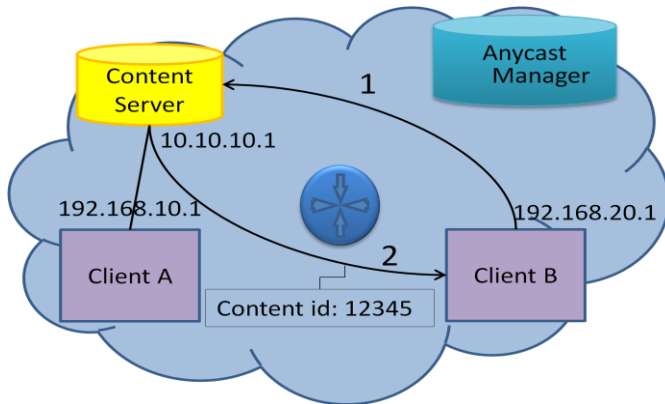 Content
Server
Anycast
Manager
1
10.10.10.1
192.168.10.1
192.168.20.1
2
Client A
Client B
Content id: 12345